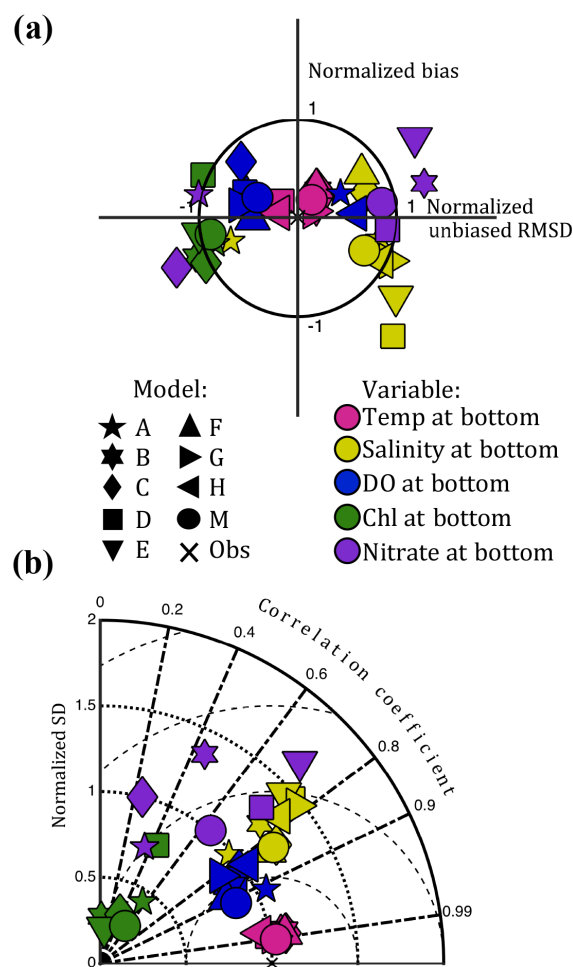 (a)
Normalized bias
1
-1
1
Normalized
unbiased RMSD
-1
Model:
A
B
C
D
E
F
G
H
M
Obs
Variable:
Temp at bottom
Salinity at bottom
DO at bottom
Chl at bottom
Nitrate at bottom
(b)
Correlation coefficient
0
0.2
0.4
0.6
0.8
0.9
0.99
Normalized SD
2
1.5
1
0.5
0